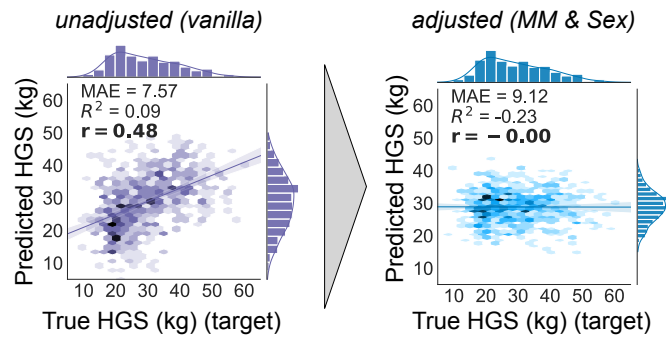 unadjusted (vanilla)
MAE = 7.57
R² = 0.09
r = 0.48
Predicted HGS (kg)
60
50
40
30
20
10
10 20 30 40 50 60
True HGS (kg) (target)
adjusted (MM & Sex)
MAE = 9.12
R² = -0.23
r = −0.00
Predicted HGS (kg)
60
50
40
30
20
10
10 20 30 40 50 60
True HGS (kg) (target)